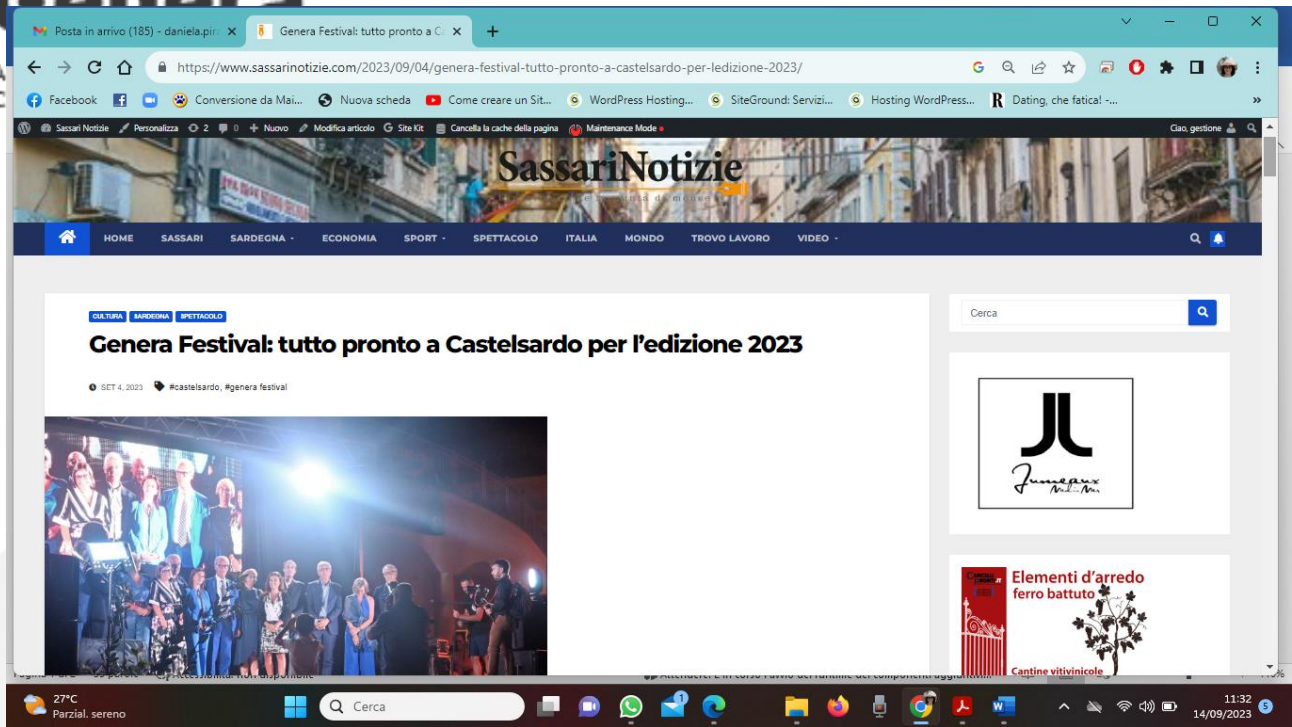 Posta in arrivo (185) - daniela.pir
Genera Festival: tutto pronto a C
https://www.sassarinotizie.com/2023/09/04/genera-festival-tutto-pronto-a-castelsardo-per-ledizione-2023/
Facebook
Conversione da Mai...
Nuova scheda
Come creare un Sit...
WordPress Hosting...
SiteGround: Servizi...
Hosting WordPress...
Dating, che fatica! -...
Sassari Notizie
Personalizza
2
0
Nuovo
Modifica articolo
Site Kit
Cancella la cache della pagina
Maintenance Mode
Ciao, gestione
SassariNotizie
HOME
SASSARI
SARDEGNA
ECONOMIA
SPORT
SPETTACOLO
ITALIA
MONDO
TROVO LAVORO
VIDEO
CULTURA
SARDEGNA
SPETTACOLO
Cerca
Genera Festival: tutto pronto a Castelsardo per l'edizione 2023
SET 4, 2023
#castelsardo, #genera festival
Jumeaux
Elementi d'arredo
ferro battuto
Cantine vitivinicole
27°C
Parzial. sereno
Cerca
11:32
14/09/2023
5